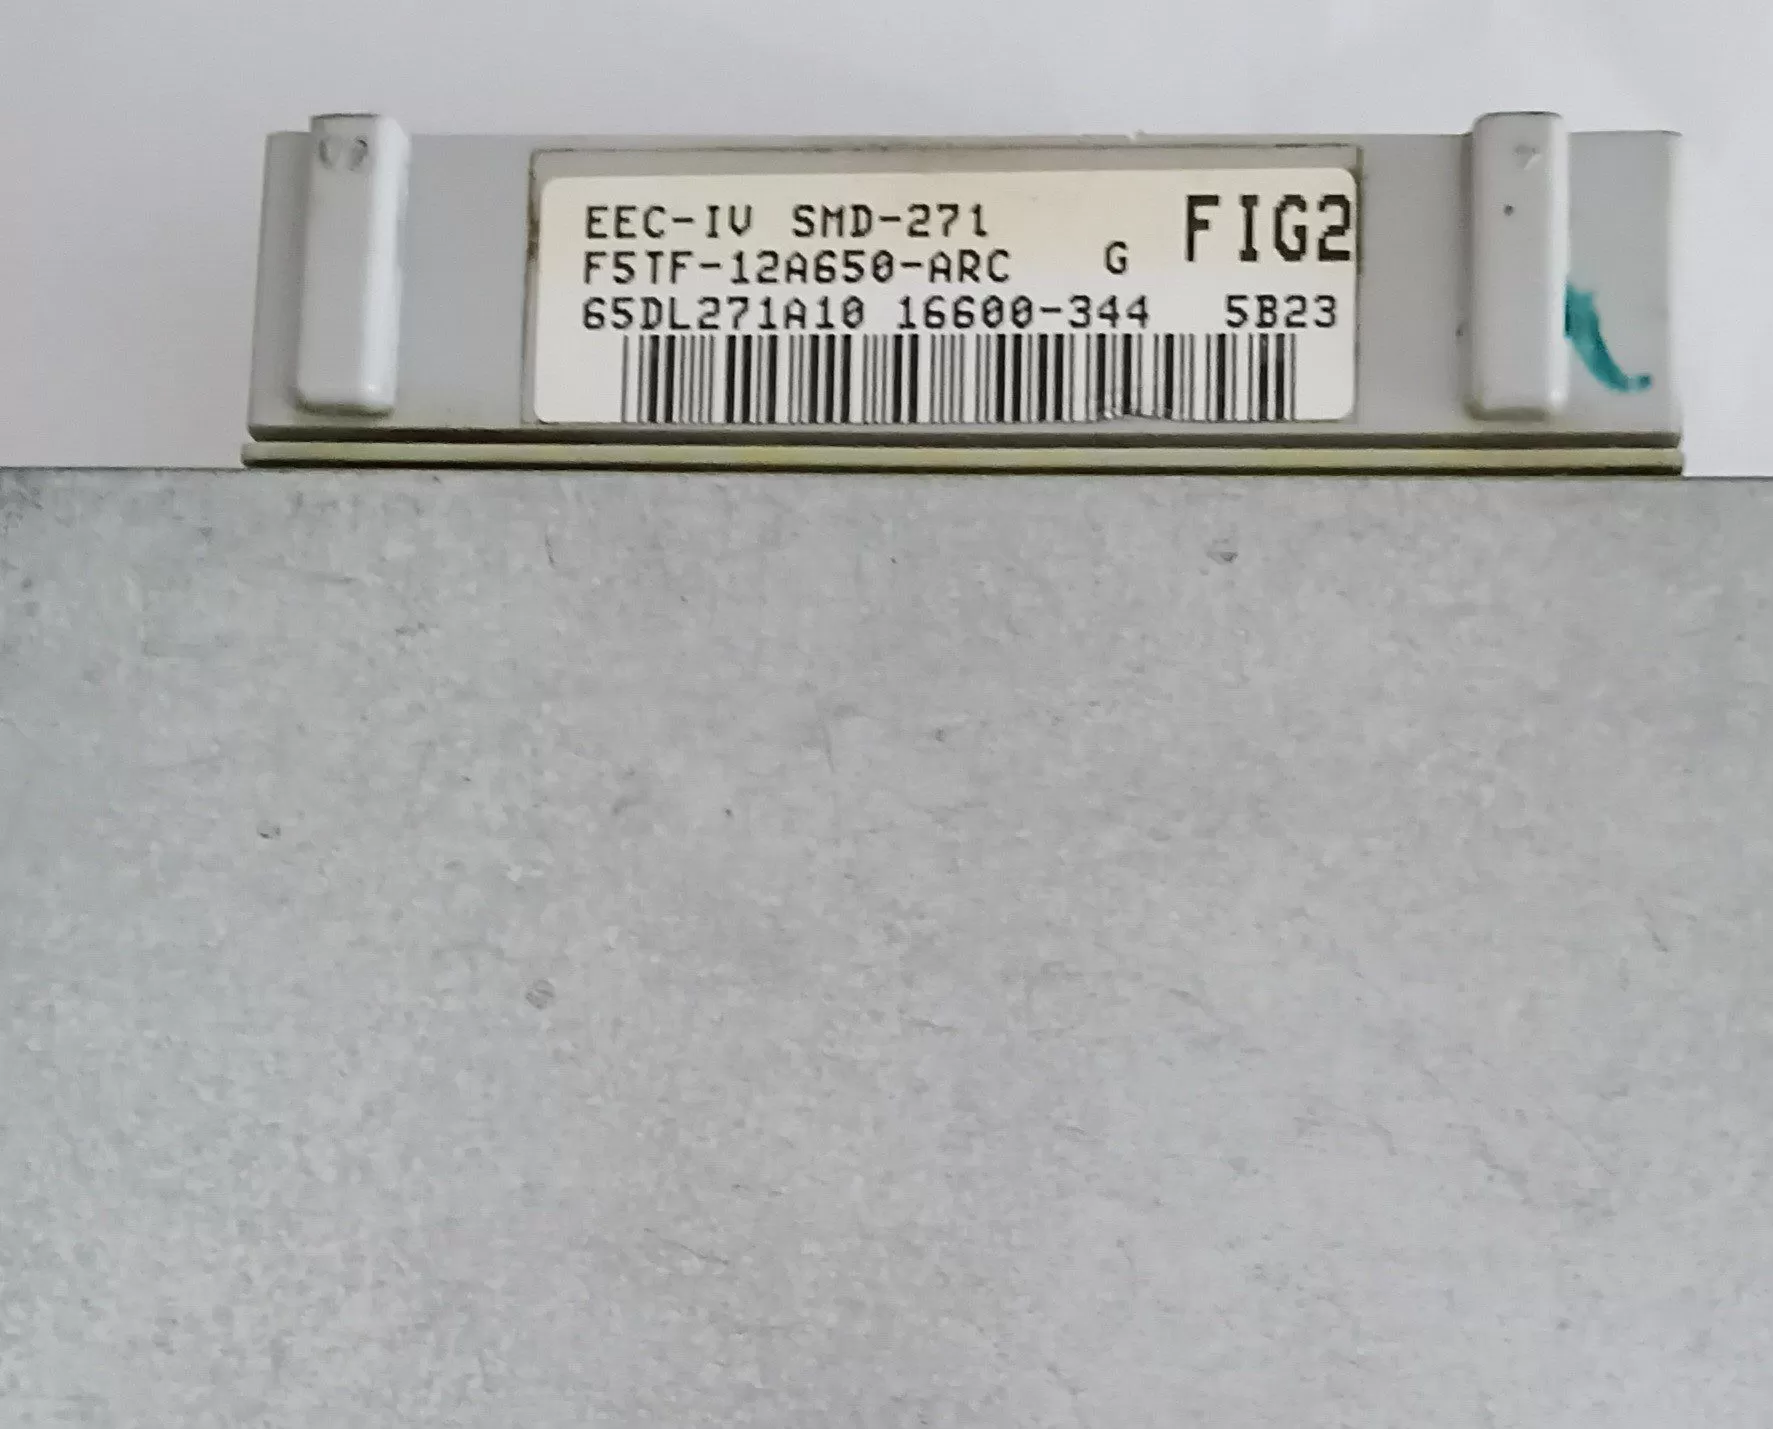 EEC-IV SMD-271
FIG2
F5TF-12A650-ARC G
65DL271A10 16600-344 5B23